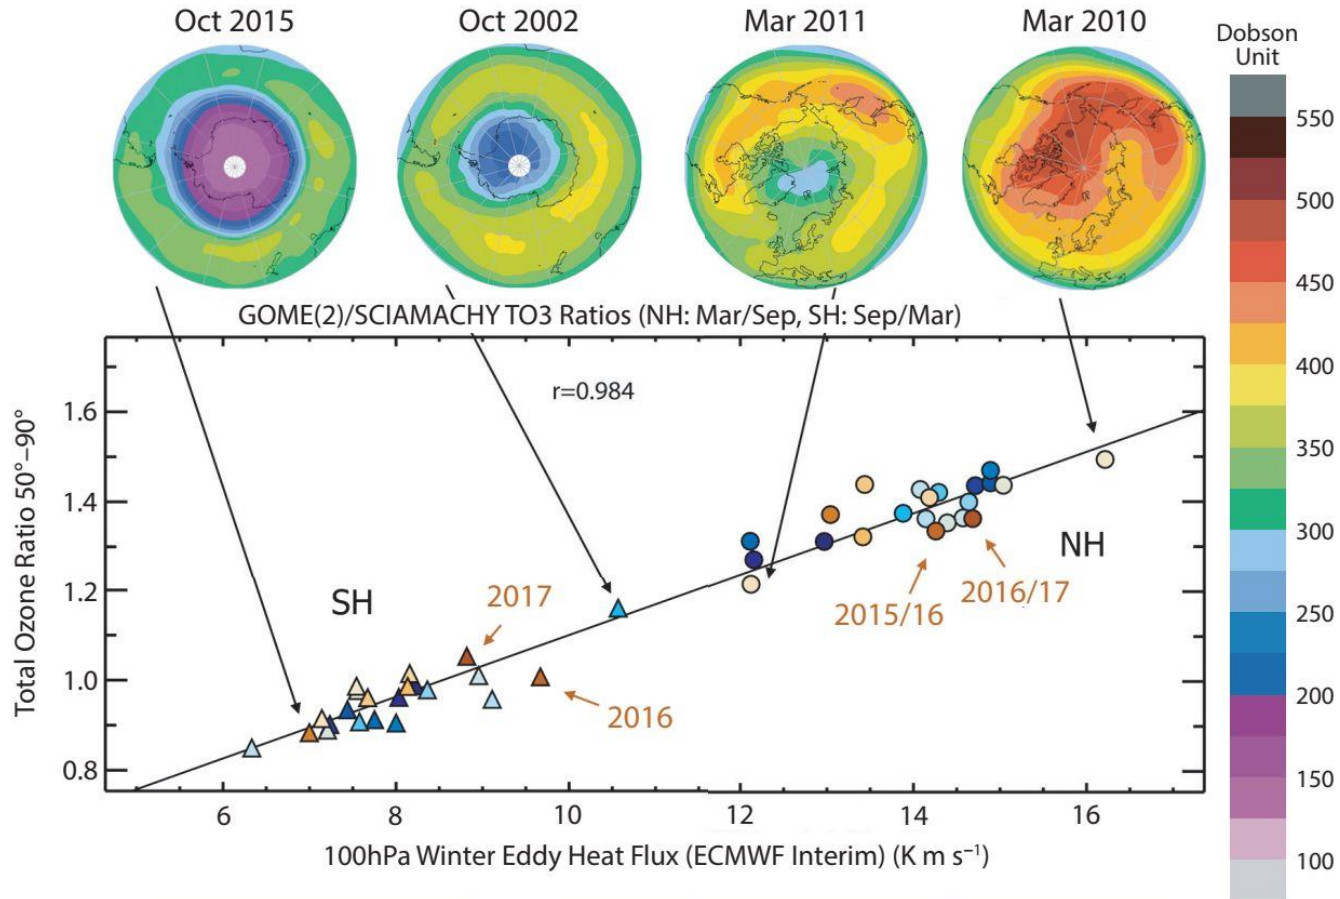 Oct 2015
Oct 2002
Mar 2011
Mar 2010
Dobson
Unit
550
500
450
400
350
300
250
200
150
100
GOME(2)/SCIAMACHY TO3 Ratios (NH: Mar/Sep, SH: Sep/Mar)
r=0.984
Total Ozone Ratio 50°–90°
1.6
1.4
1.2
1.0
0.8
SH
NH
2017
2016
2015/16
2016/17
6
8
10
12
14
16
100hPa Winter Eddy Heat Flux (ECMWF Interim) (K m s⁻¹)